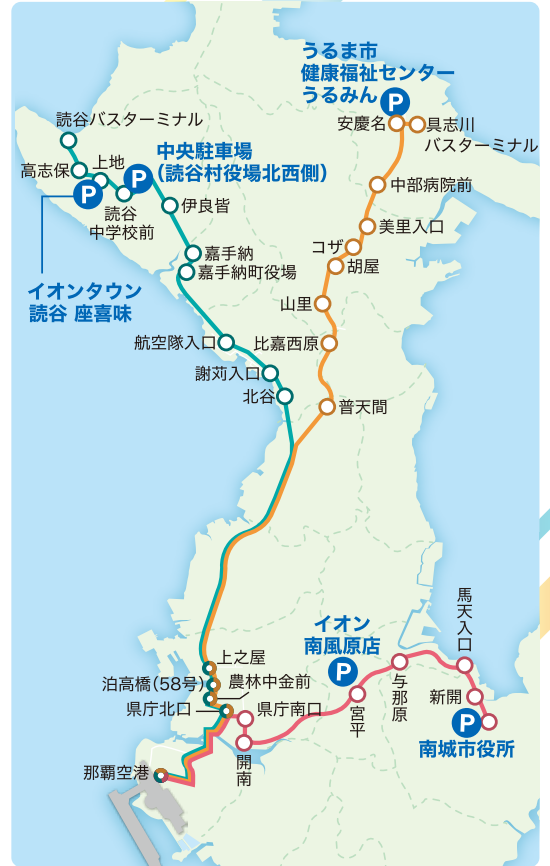 うるま市
健康福祉センター
うるみん
P
安慶名
具志川
バスターミナル
読谷バスターミナル
高志保
上地
P
P
中央駐車場
（読谷村役場北西側）
読谷
中学校前
伊良皆
中部病院前
美里入口
コザ
胡屋
嘉手納
嘉手納町役場
イオンタウン
読谷 座喜味
山里
航空隊入口
比嘉西原
謝苅入口
北谷
普天間
馬天入口
イオン
南風原店
P
上之屋
泊高橋（58号）
農林中金前
県庁北口
県庁南口
与那原
新開
宮平
P
南城市役所
開南
那覇空港